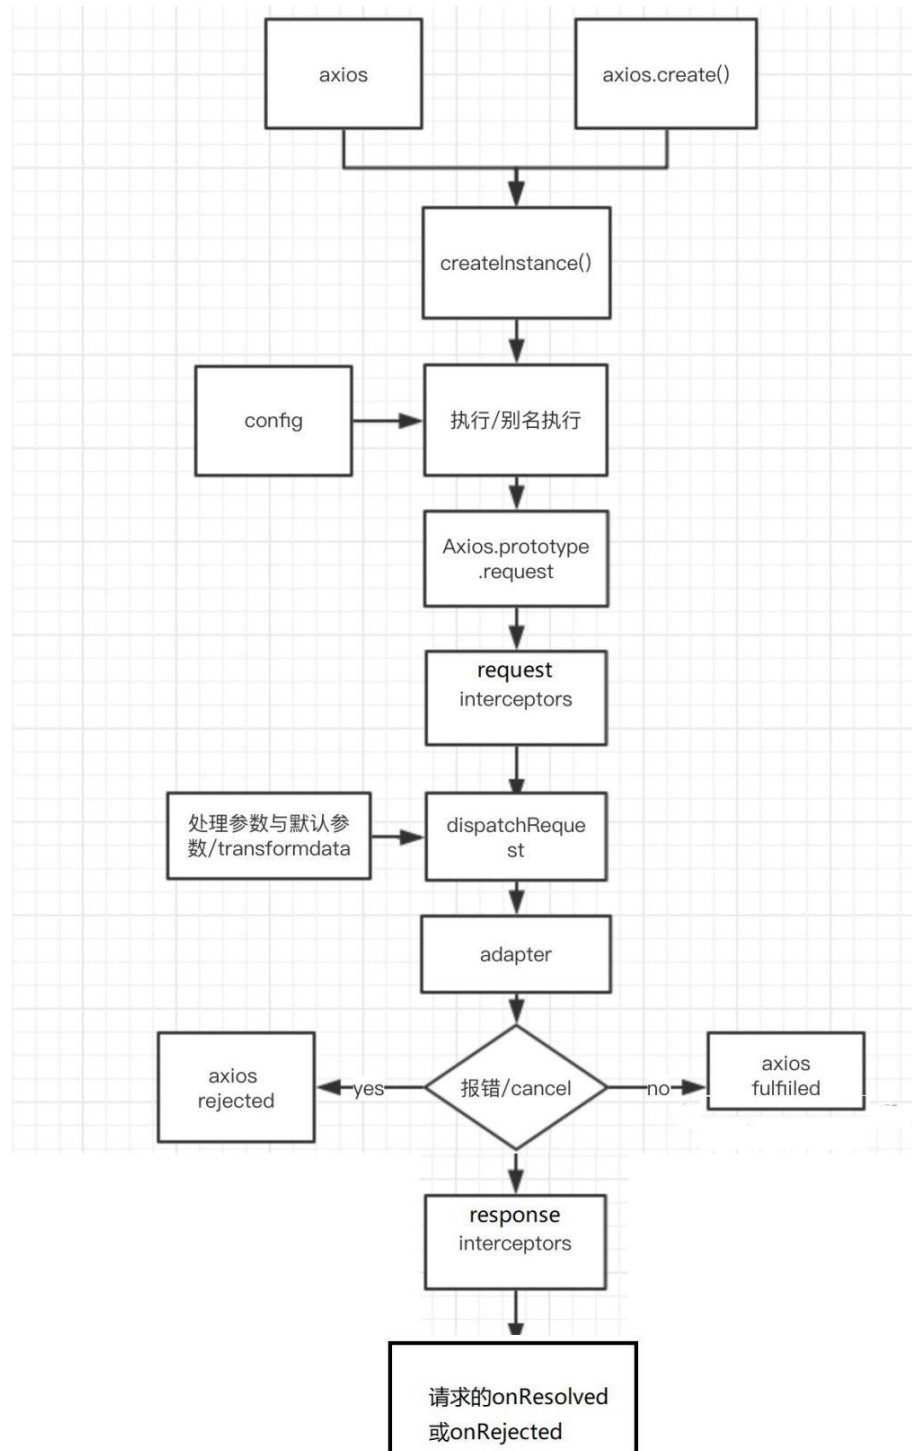 axios
axios.create()
createInstance()
config
执行/别名执行
Axios.prototype
.request
request
interceptors
处理参数与默认参
数/transformdata
dispatchReque
st
adapter
axios
rejected
yes
报错/cancel
no
axios
fulfiiled
response
interceptors
请求的onResolved
或onRejected